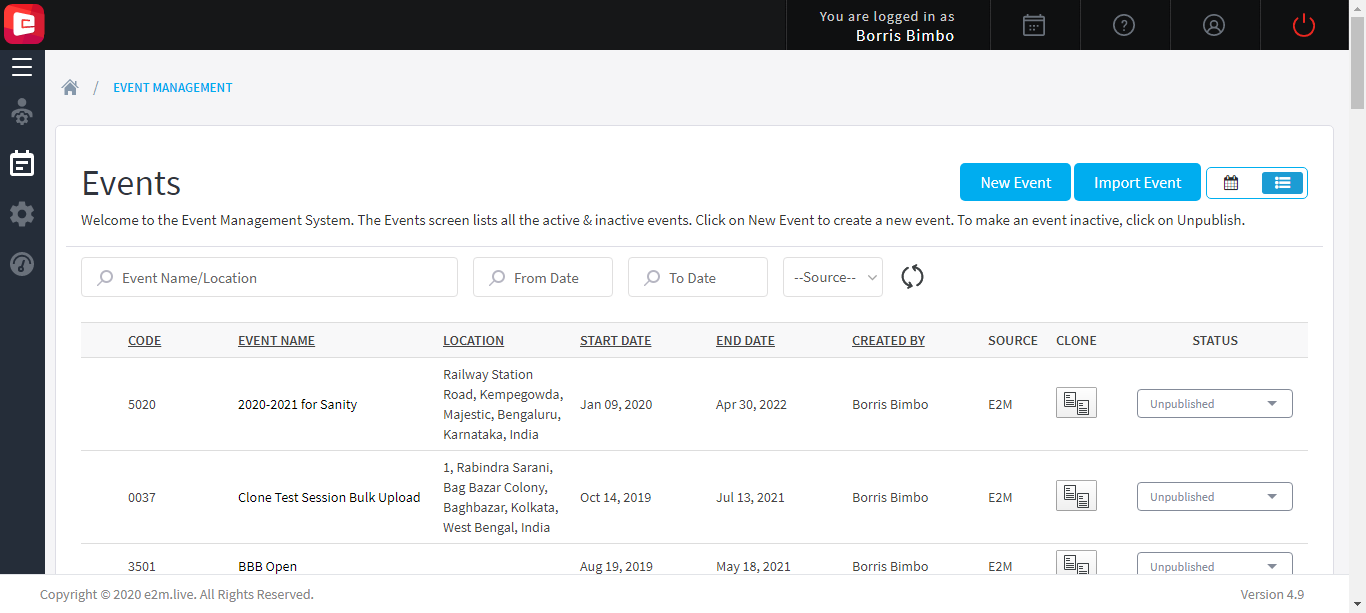 You are logged in as
Borris Bimbo
/ EVENT MANAGEMENT
Events
New Event
Import Event
Welcome to the Event Management System. The Events screen lists all the active & inactive events. Click on New Event to create a new event. To make an event inactive, click on Unpublish.
Event Name/Location
From Date
To Date
--Source--
CODE EVENT NAME LOCATION START DATE END DATE CREATED BY SOURCE CLONE STATUS
Railway Station
Road, Kempegowda,
5020 2020-2021 for Sanity Jan 09, 2020 Apr 30, 2022 Borris Bimbo E2M Unpublished
Majestic, Bengaluru,
Karnataka, India
1, Rabindra Sarani,
Bag Bazar Colony,
0037 Clone Test Session Bulk Upload Oct 14, 2019 Jul 13, 2021 Borris Bimbo E2M Unpublished
Baghbazar, Kolkata,
West Bengal, India
3501 BBB Open Aug 19, 2019 May 18, 2021 Borris Bimbo E2M Unpublished
Copyright © 2020 e2m.live. All Rights Reserved.
Version 4.9